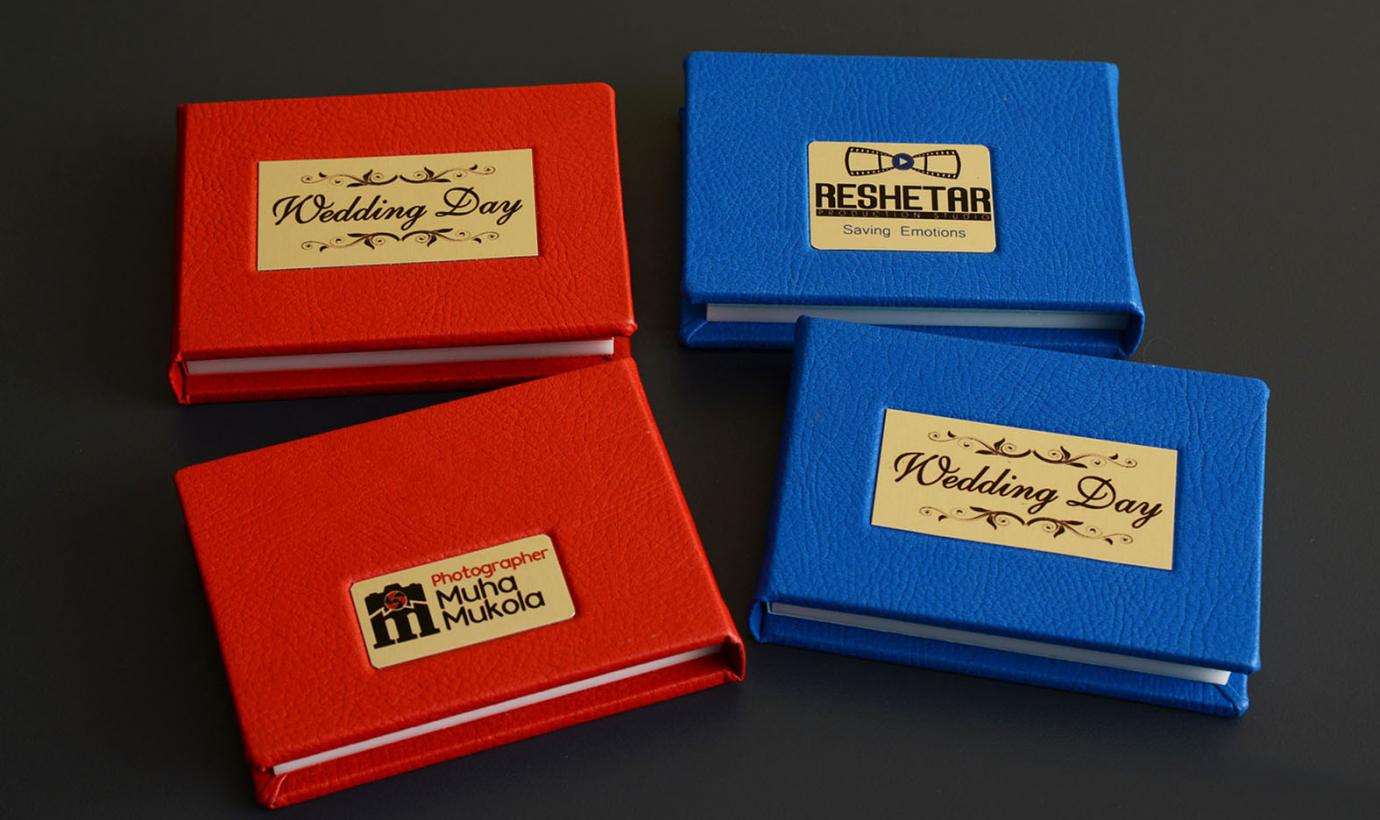 Wedding Day
RESHETAR
PRODUCTION STUDIO
Saving Emotions
Photographer
Muha
Mukola
Wedding Day